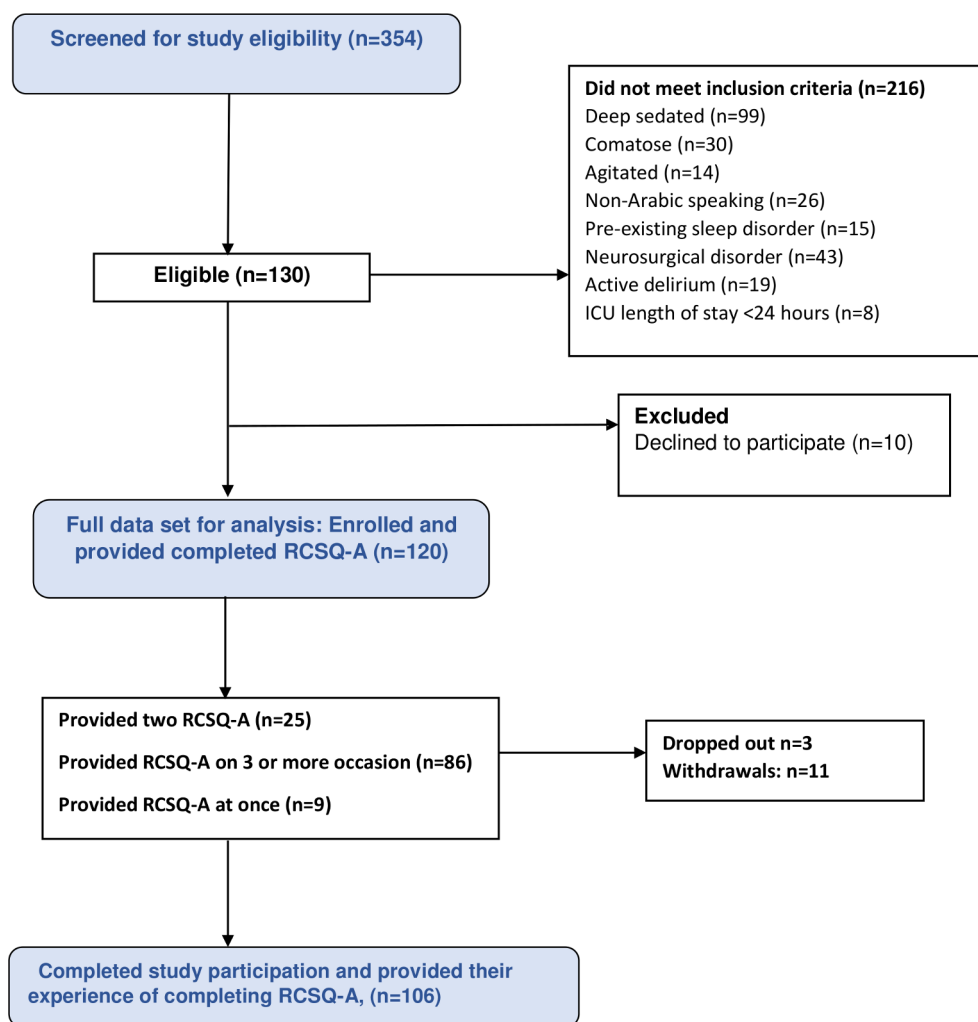 Screened for study eligibility (n=354)
Did not meet inclusion criteria (n=216)
Deep sedated (n=99)
Comatose (n=30)
Agitated (n=14)
Non-Arabic speaking (n=26)
Pre-existing sleep disorder (n=15)
Neurosurgical disorder (n=43)
Active delirium (n=19)
ICU length of stay <24 hours (n=8)
Eligible (n=130)
Excluded
Declined to participate (n=10)
Full data set for analysis: Enrolled and
provided completed RCSQ-A (n=120)
Provided two RCSQ-A (n=25)
Provided RCSQ-A on 3 or more occasion (n=86)
Provided RCSQ-A at once (n=9)
Dropped out n=3
Withdrawals: n=11
Completed study participation and provided their
experience of completing RCSQ-A, (n=106)